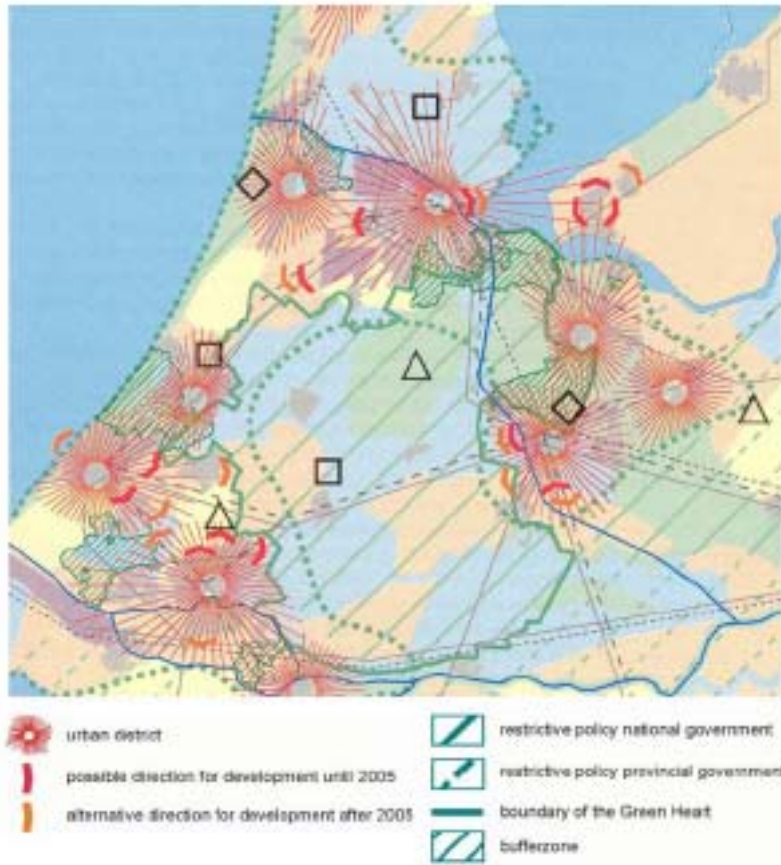 urban district
possible direction for development until 2005
alternative direction for development after 2005
restrictive policy national government
restrictive policy provincial government
boundary of the Green Heart
bufferzone